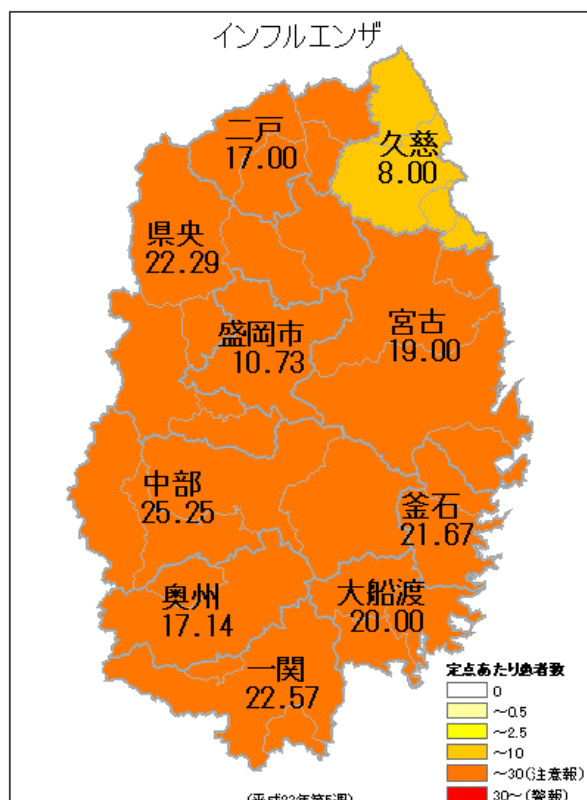 インフルエンザ
二戸
17.00
久慈
8.00
県央
22.29
盛岡市
10.73
宮古
19.00
中部
25.25
釜石
21.67
奥州
17.14
大船渡
20.00
一関
22.57
定点あたり患者数
0
～0.5
～2.5
～10
～30(注意報)
30～(警報)